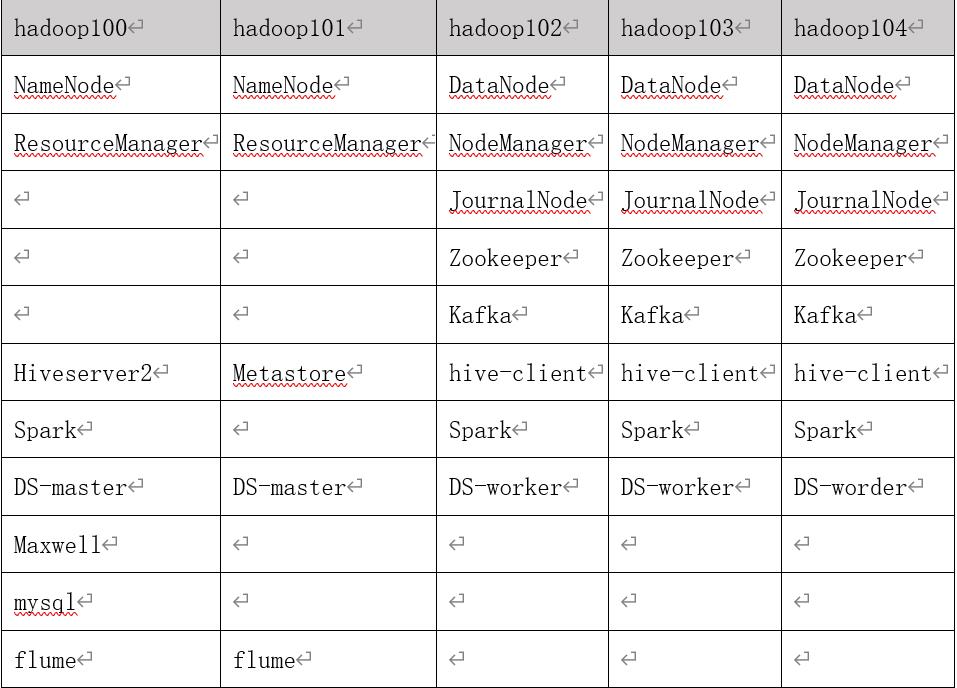 hadoop100 hadoop101 hadoop102 hadoop103 hadoop104
NameNode NameNode DataNode DataNode DataNode
ResourceManager ResourceManager NodeManager NodeManager NodeManager
JournalNode JournalNode JournalNode
Zookeeper Zookeeper Zookeeper
Kafka Kafka Kafka
Hiveserver2 Metastore hive-client hive-client hive-client
Spark Spark Spark Spark
DS-master DS-master DS-worker DS-worker DS-worder
Maxwell
mysql
flume flume